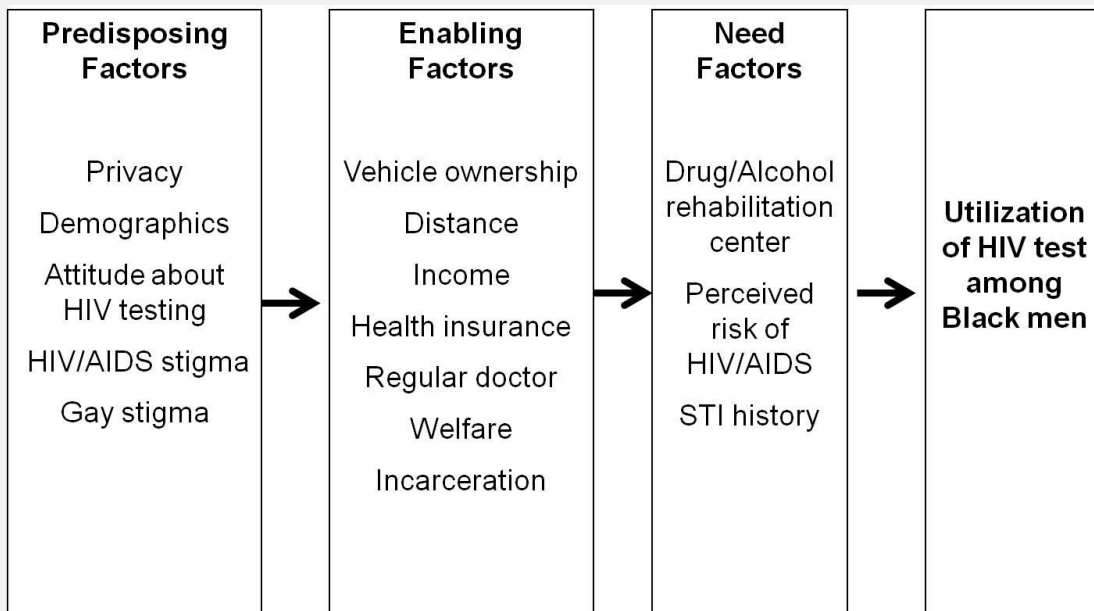 Predisposing
Factors
Privacy
Demographics
Attitude about
HIV testing
HIV/AIDS stigma
Gay stigma
Enabling
Factors
Vehicle ownership
Distance
Income
Health insurance
Regular doctor
Welfare
Incarceration
Need
Factors
Drug/Alcohol
rehabilitation
center
Perceived
risk of
HIV/AIDS
STI history
Utilization
of HIV test
among
Black men